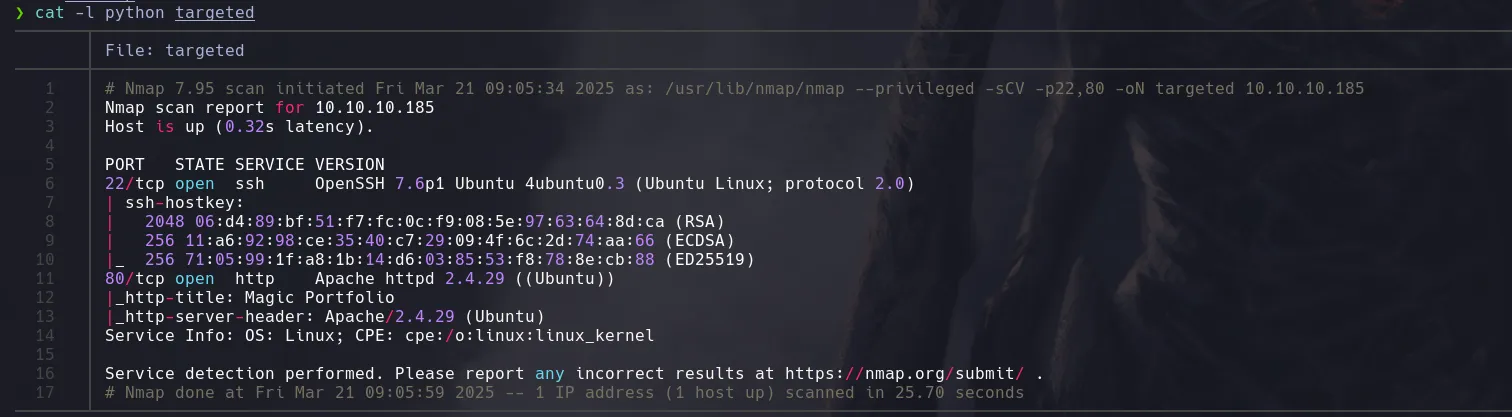 ❯ cat -l python targeted
File: targeted
1 # Nmap 7.95 scan initiated Fri Mar 21 09:05:34 2025 as: /usr/lib/nmap/nmap --privileged -sCV -p22,80 -oN targeted 10.10.10.185
2 Nmap scan report for 10.10.10.185
3 Host is up (0.32s latency).
4
5 PORT   STATE SERVICE VERSION
6 22/tcp open  ssh     OpenSSH 7.6p1 Ubuntu 4ubuntu0.3 (Ubuntu Linux; protocol 2.0)
7 | ssh-hostkey:
8 |   2048 06:d4:89:bf:51:f7:fc:0c:f9:08:5e:97:63:64:8d:ca (RSA)
9 |   256 11:a6:92:98:ce:35:40:c7:29:09:4f:6c:2d:74:aa:66 (ECDSA)
10 |_  256 71:05:99:1f:a8:1b:14:d6:03:85:53:f8:78:8e:cb:88 (ED25519)
11 80/tcp open  http    Apache httpd 2.4.29 ((Ubuntu))
12 |_http-title: Magic Portfolio
13 |_http-server-header: Apache/2.4.29 (Ubuntu)
14 Service Info: OS: Linux; CPE: cpe:/o:linux:linux_kernel
15
16 Service detection performed. Please report any incorrect results at https://nmap.org/submit/ .
17 # Nmap done at Fri Mar 21 09:05:59 2025 -- 1 IP address (1 host up) scanned in 25.70 seconds